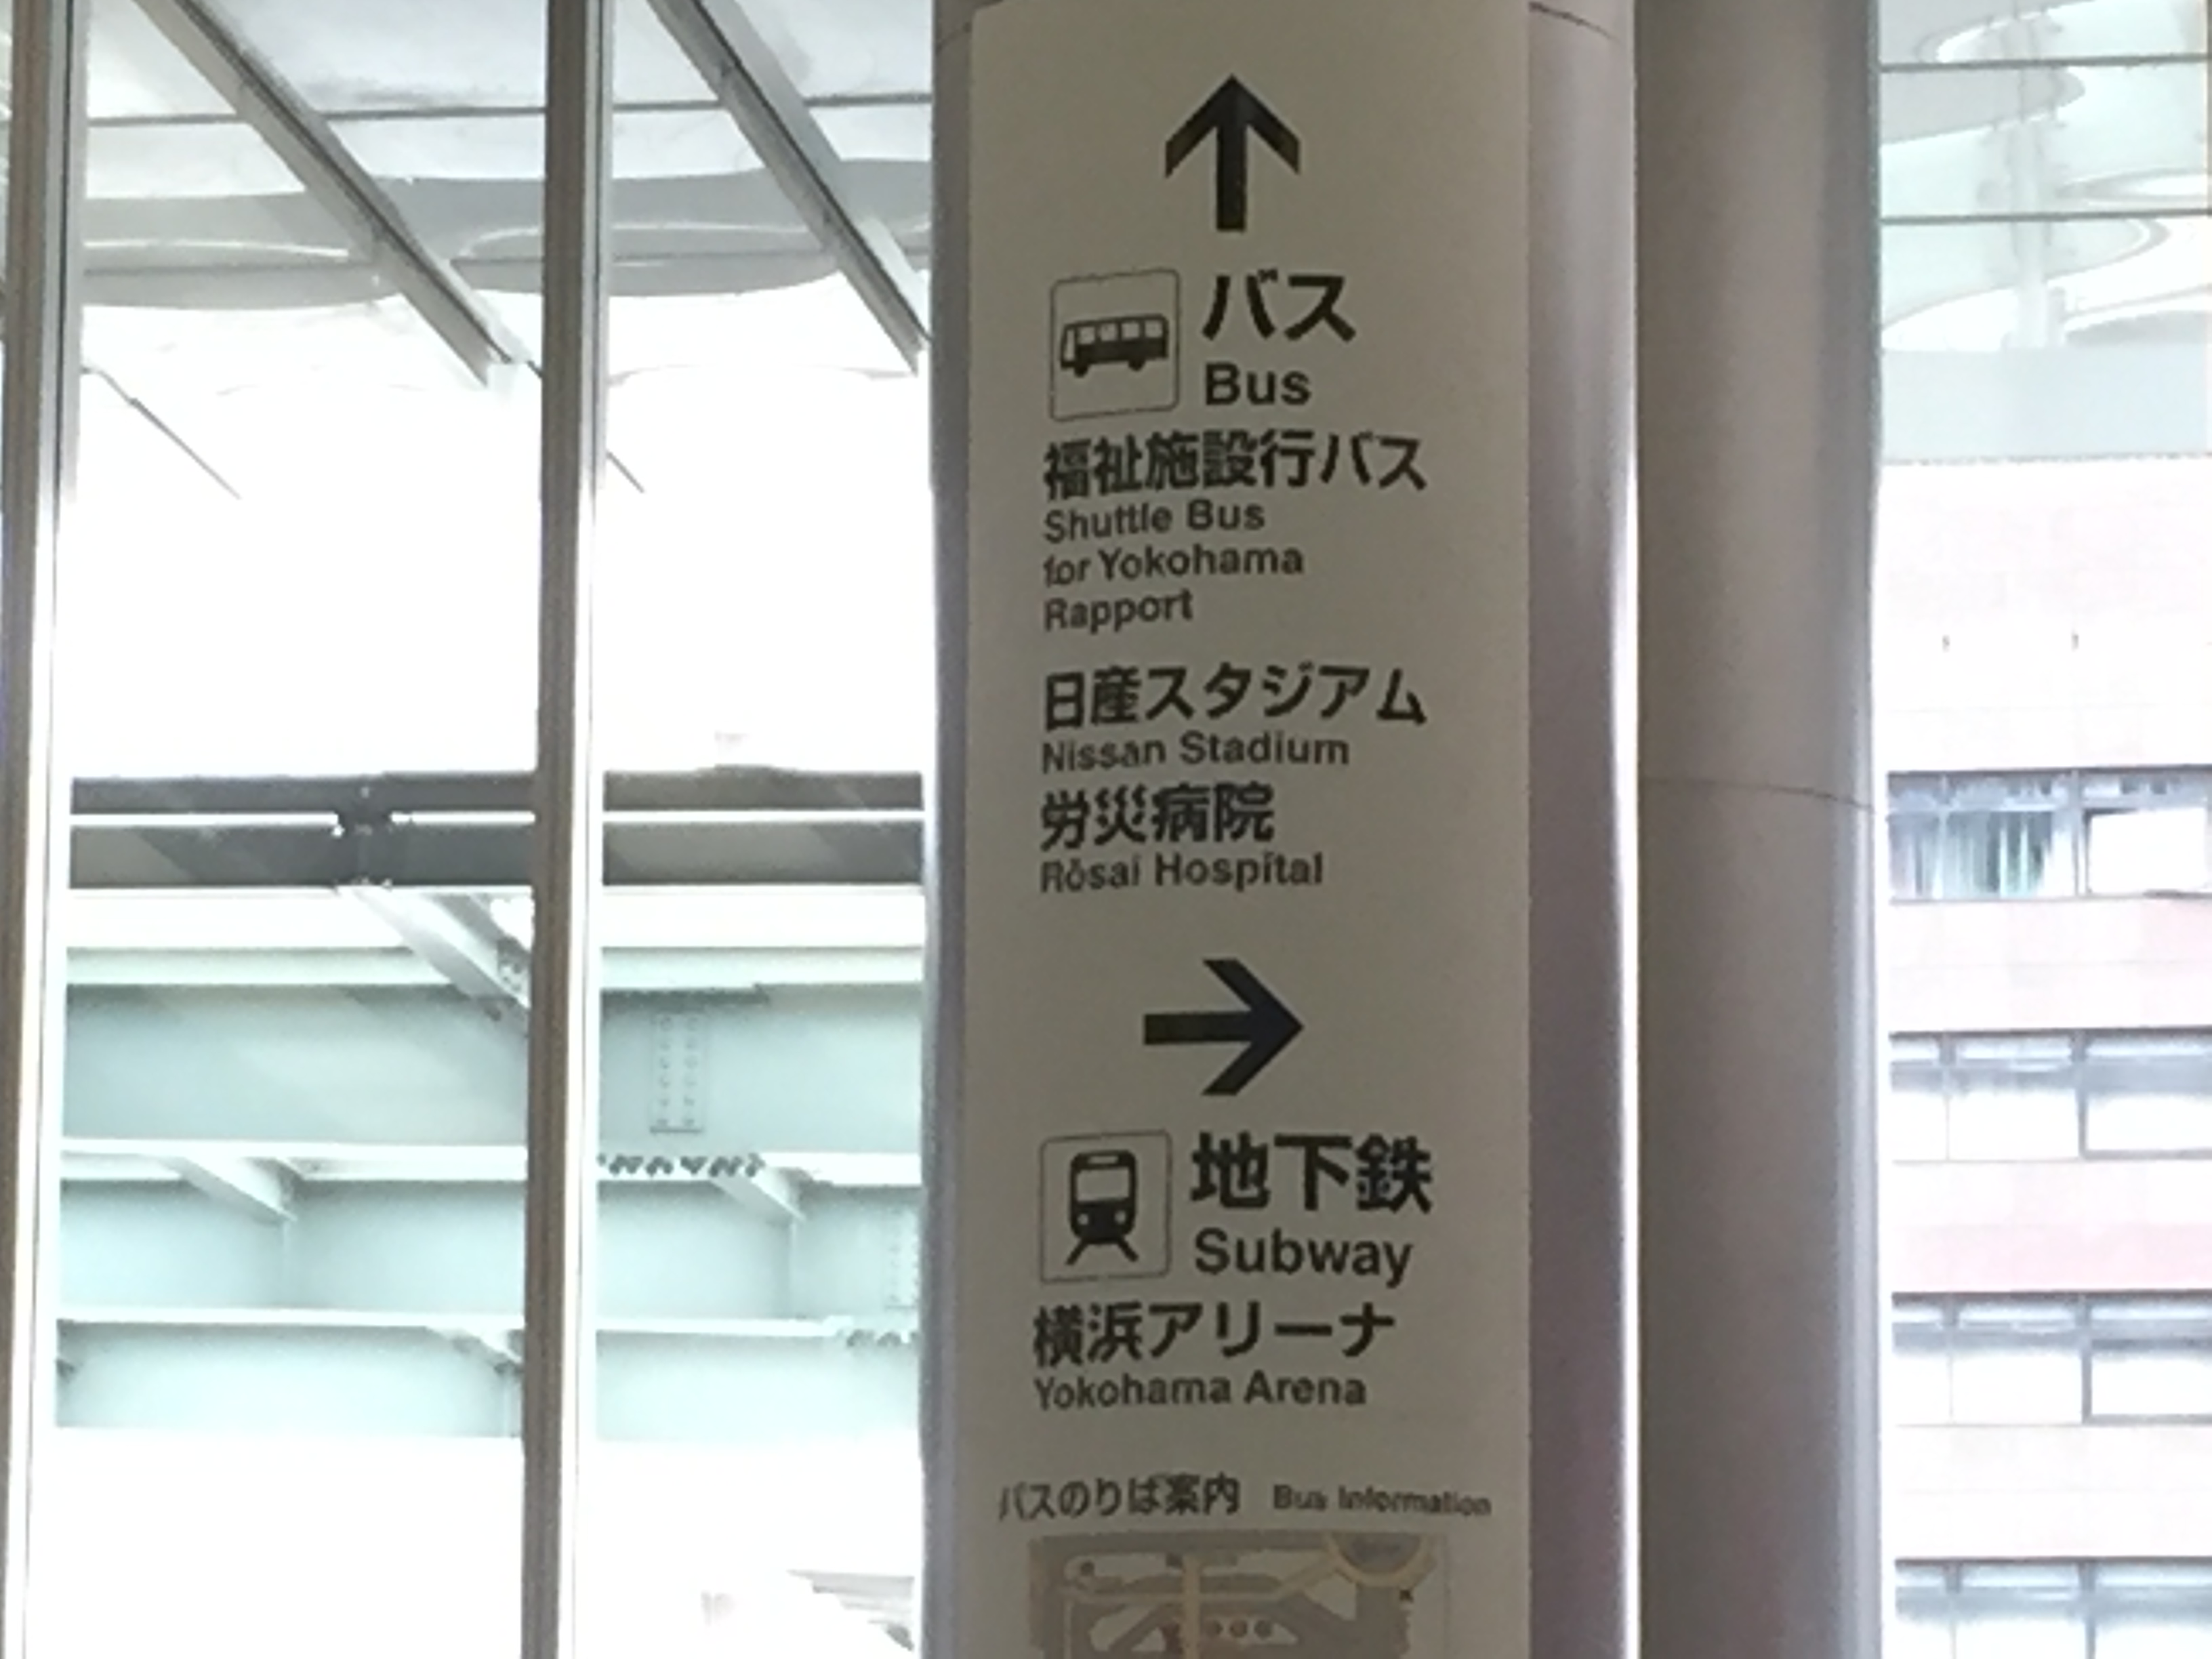 バス
Bus
福祉施設行バス
Shuttle Bus
for Yokohama
Rapport
日産スタジアム
Nissan Stadium
労災病院
Rōsai Hospital
地下鉄
Subway
横浜アリーナ
Yokohama Arena
バスのりば案内 Bus Information